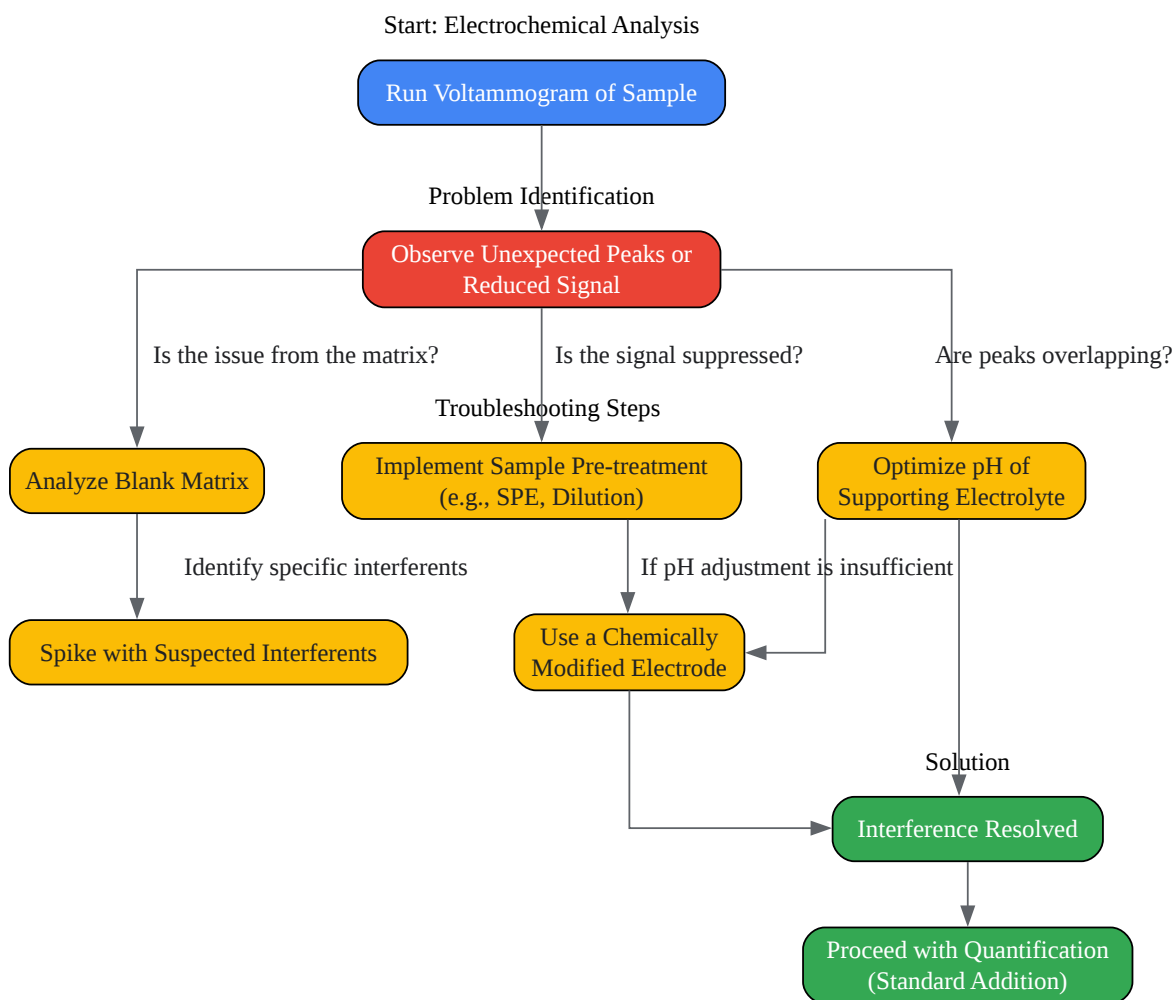 Start: Electrochemical Analysis
Run Voltammogram of Sample
Problem Identification
Observe Unexpected Peaks or
Reduced Signal
Is the issue from the matrix?
Is the signal suppressed?
Are peaks overlapping?
Troubleshooting Steps
Analyze Blank Matrix
Implement Sample Pre-treatment
(e.g., SPE, Dilution)
Optimize pH of
Supporting Electrolyte
Identify specific interferents
If pH adjustment is insufficient
Spike with Suspected Interferents
Use a Chemically
Modified Electrode
Solution
Interference Resolved
Proceed with Quantification
(Standard Addition)